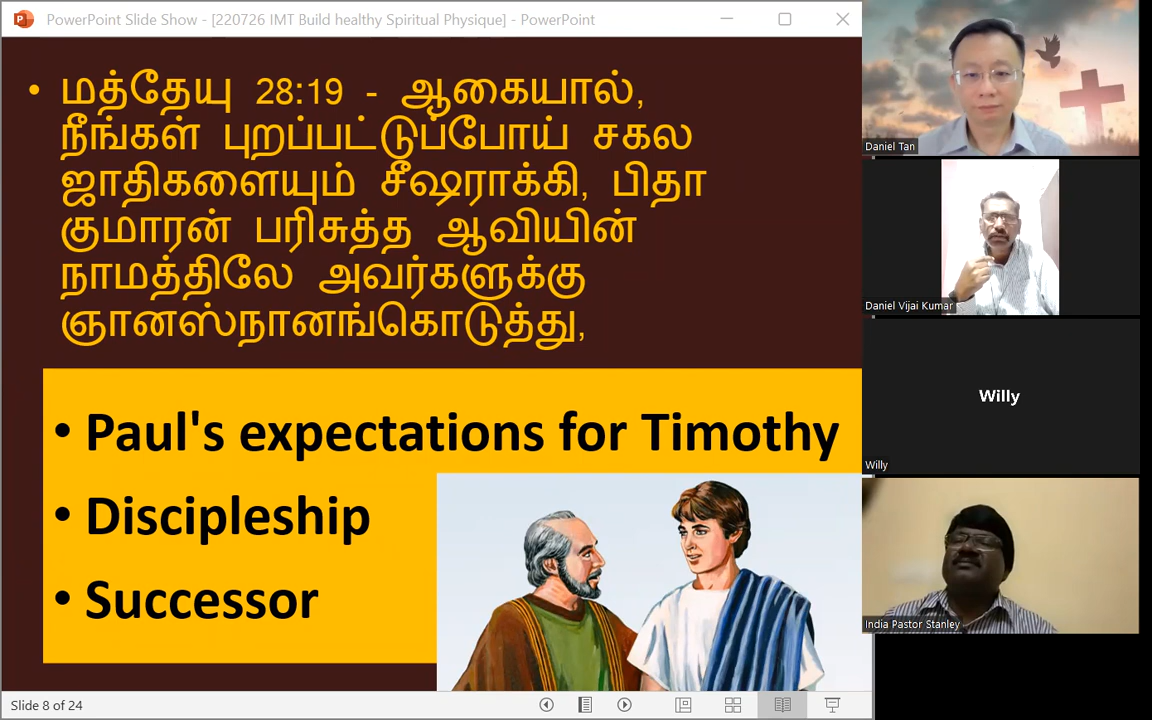 PowerPoint Slide Show - [220726 IMT Build healthy Spiritual Physique] - PowerPoint
• மத்தேயு 28:19 - ஆகையால்,
நீங்கள் புறப்பட்டுப்போய் சகல
ஜாதிகளையும் சீஷராக்கி, பிதா
குமாரன் பரிசுத்த ஆவியின்
நாமத்திலே அவர்களுக்கு
ஞானஸ்நானங்கொடுத்து,
• Paul's expectations for Timothy
• Discipleship
• Successor
Slide 8 of 24
Daniel Tan
Daniel Vijai Kumar
Willy
Willy
India Pastor Stanley